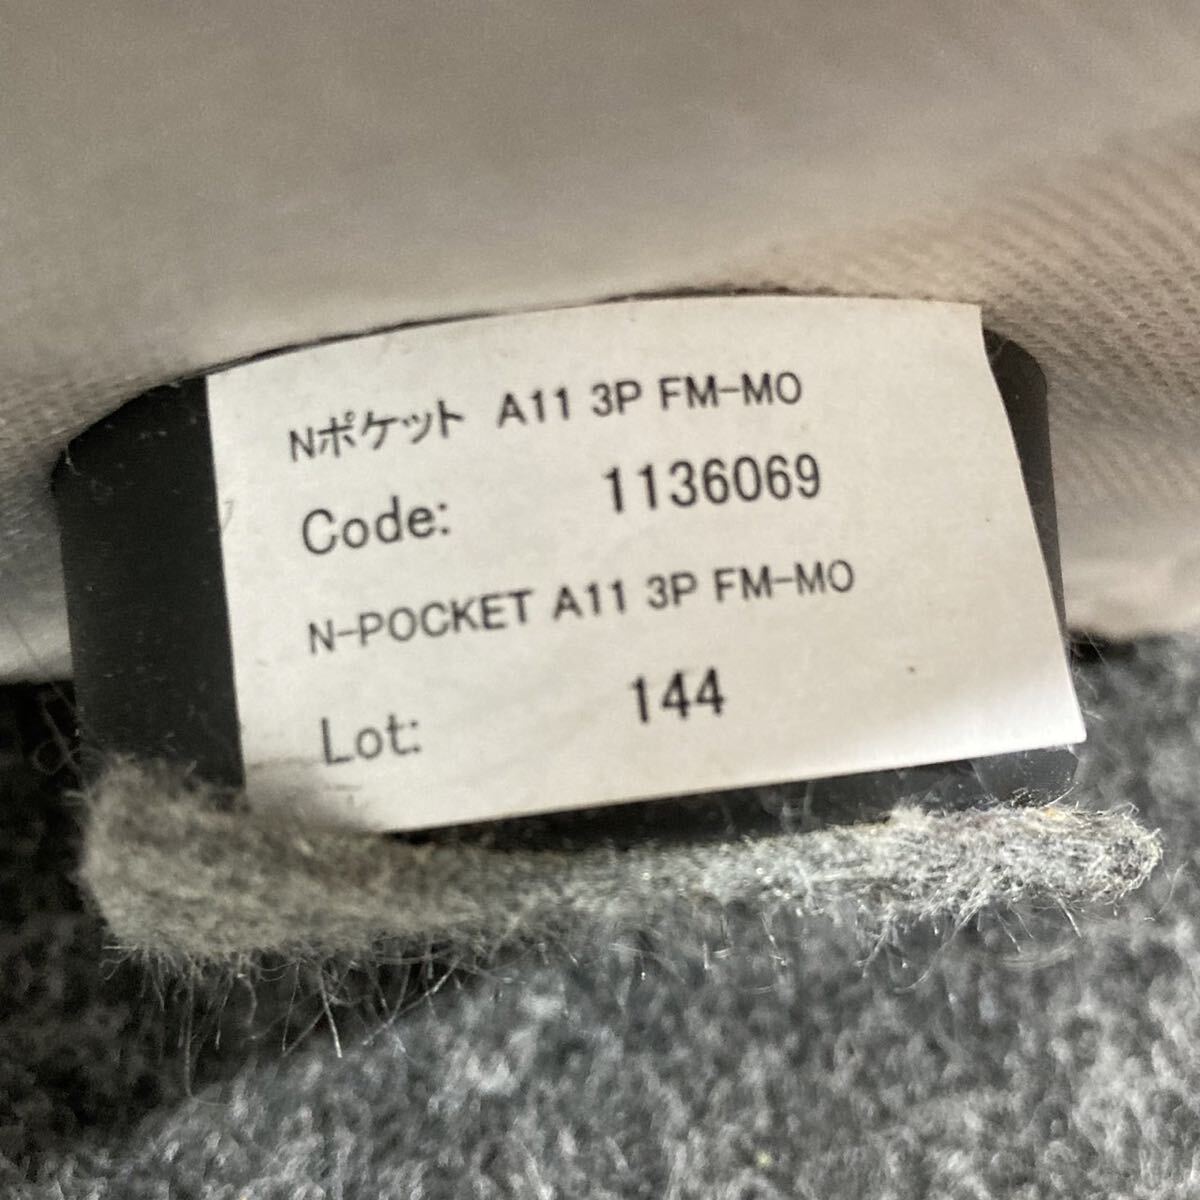 Nポケット A11 3P FM-MO
Code: 1136069
N-POCKET A11 3P FM-MO
Lot: 144